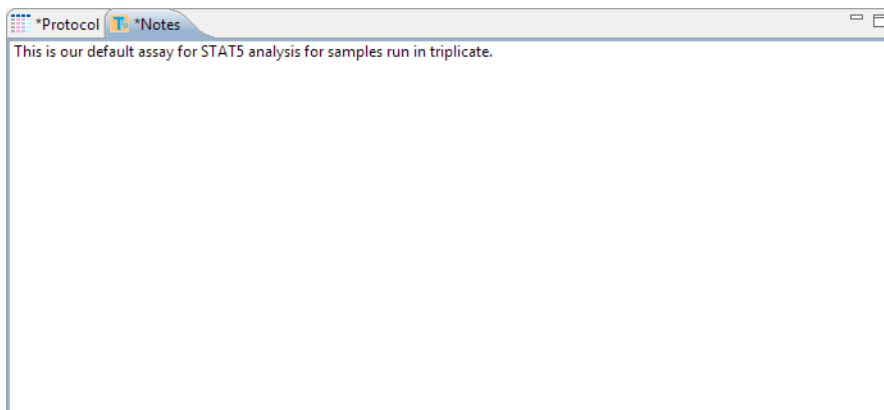 *Protocol *Notes
This is our default assay for STAT5 analysis for samples run in triplicate.